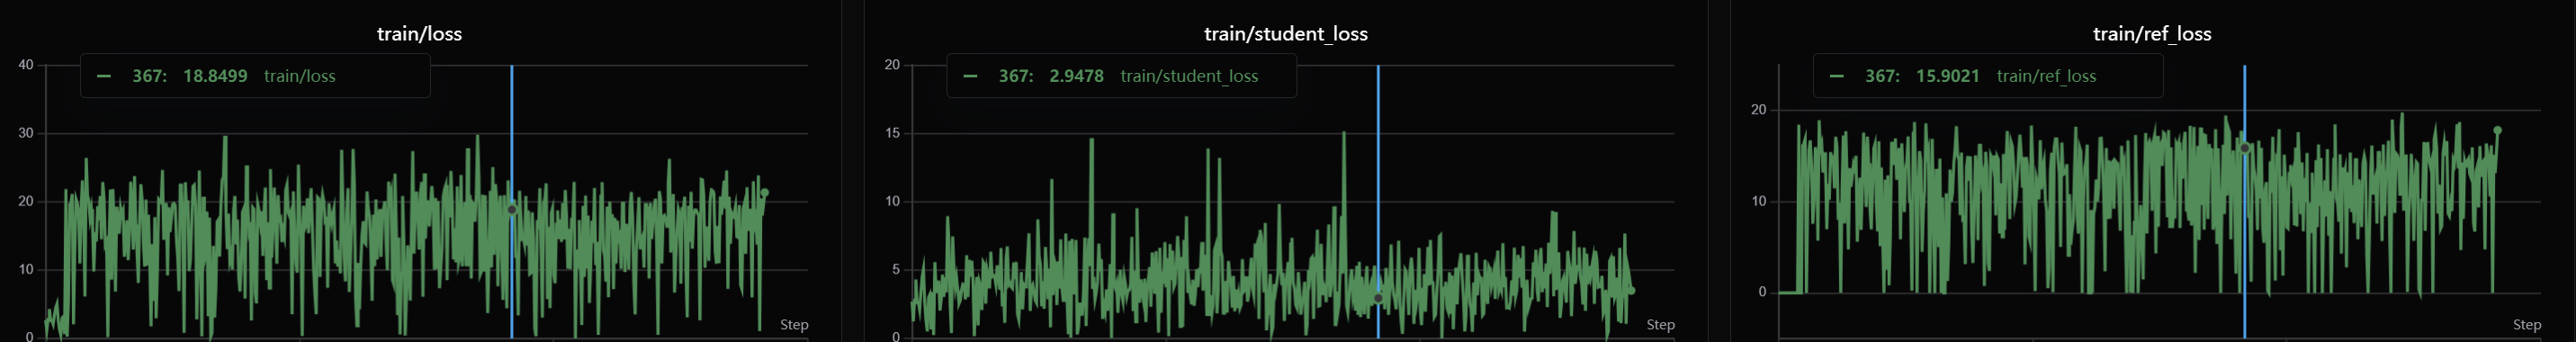 train/loss
367: 18.8499 train/loss
40
30
20
10
0
Step
train/student_loss
367: 2.9478 train/student_loss
20
15
10
5
0
Step
train/ref_loss
367: 15.9021 train/ref_loss
20
10
0
Step